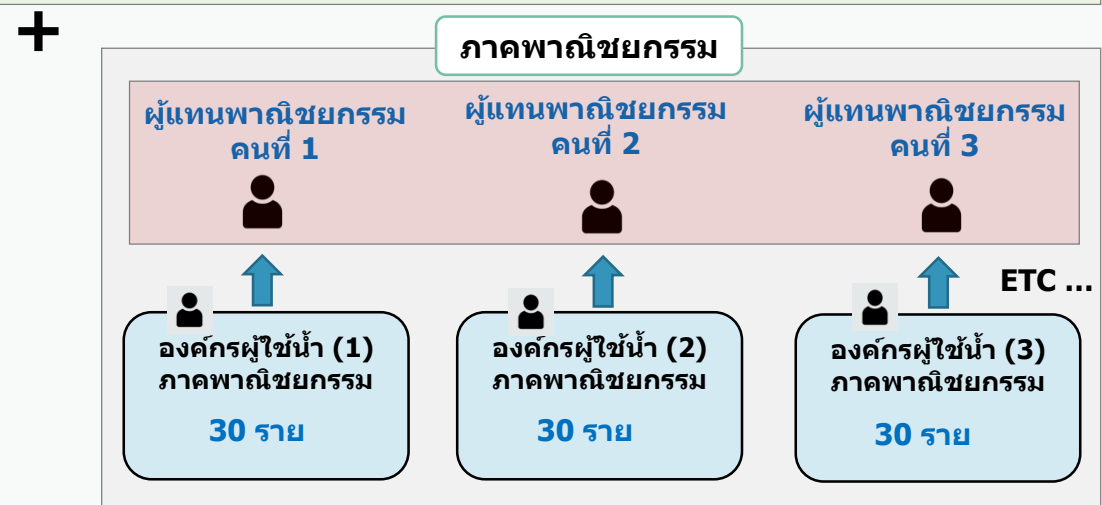 +
ภาคพาณิชยกรรม
ผู้แทนพาณิชยกรรม
คนที่ 1
ผู้แทนพาณิชยกรรม
คนที่ 2
ผู้แทนพาณิชยกรรม
คนที่ 3
ETC ...
องค์กรผู้ใช้น้ำ (1)
ภาคพาณิชยกรรม
30 ราย
องค์กรผู้ใช้น้ำ (2)
ภาคพาณิชยกรรม
30 ราย
องค์กรผู้ใช้น้ำ (3)
ภาคพาณิชยกรรม
30 ราย